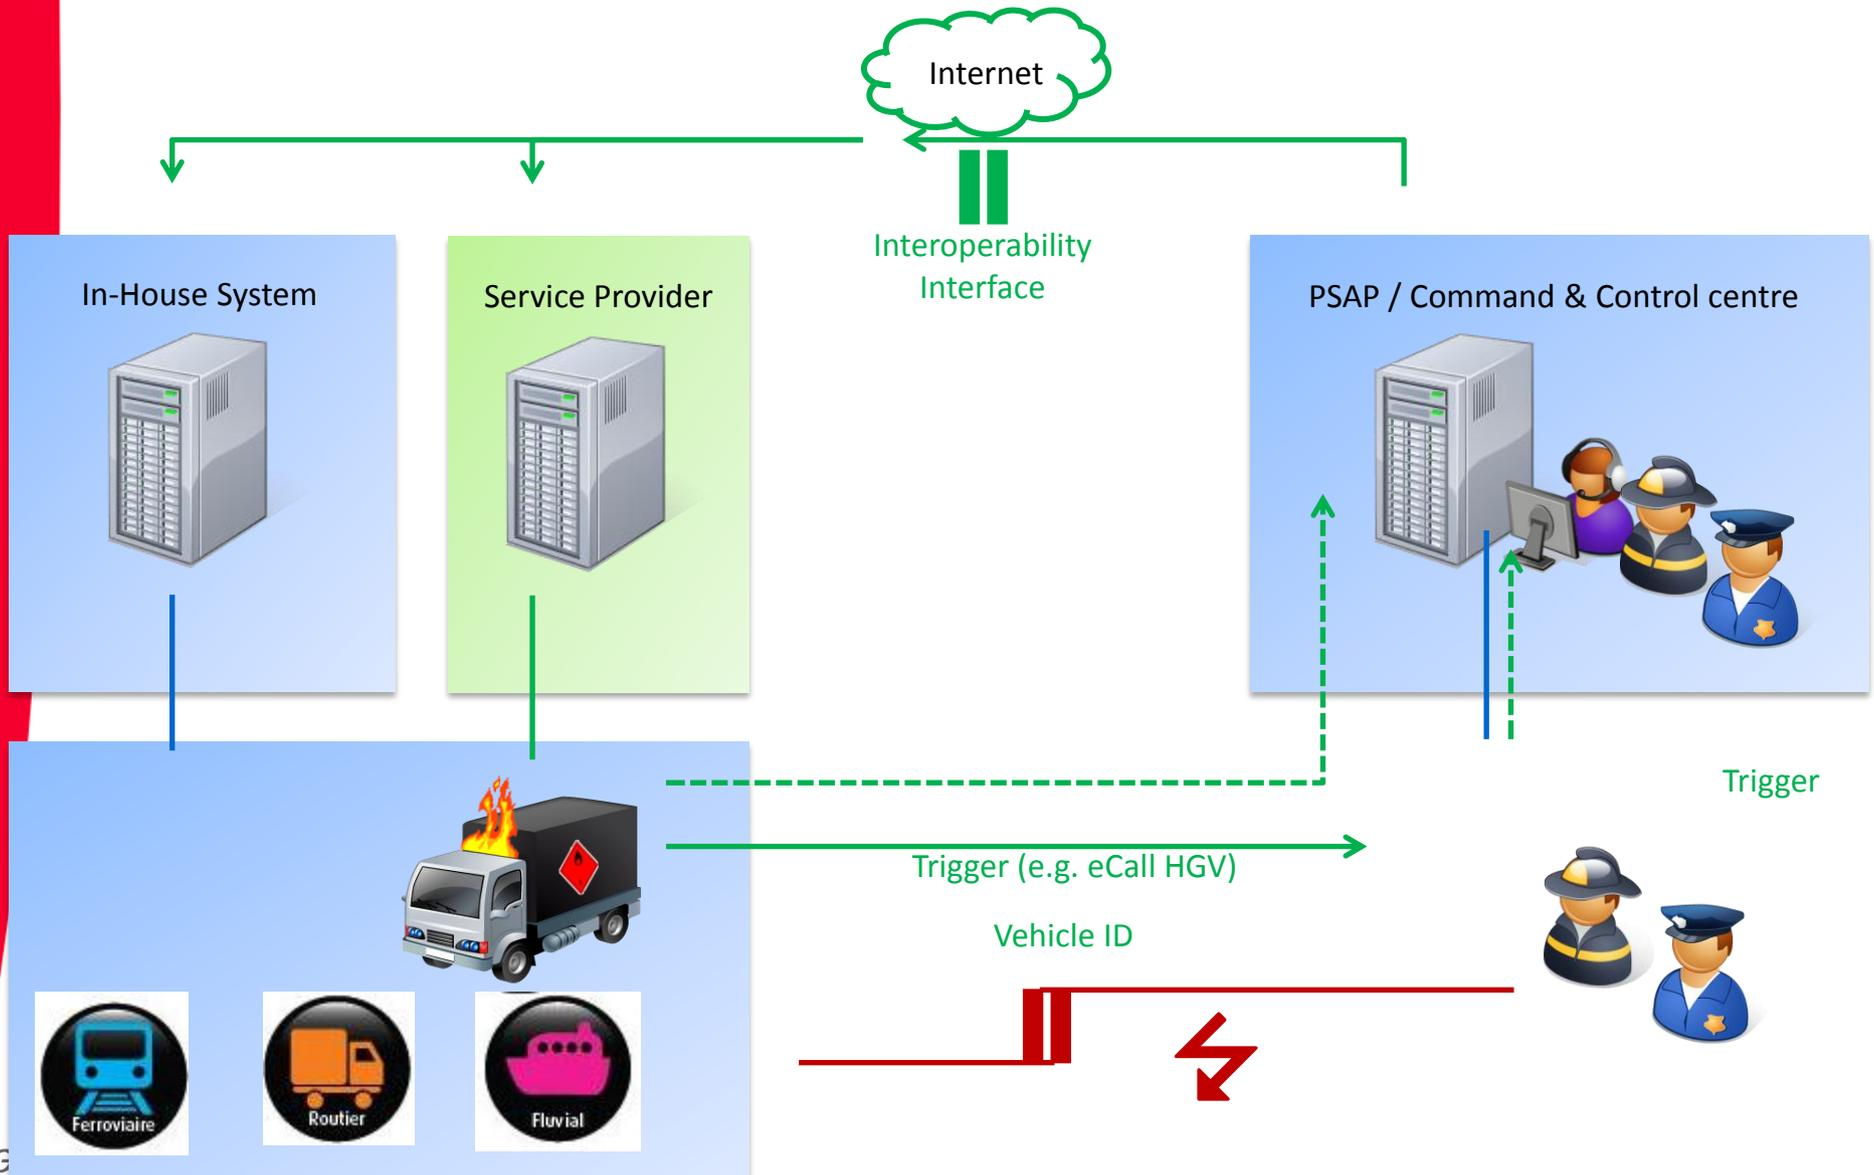 Internet
Interoperability
Interface
In-House System
Service Provider
PSAP / Command & Control centre
Trigger
Trigger (e.g. eCall HGV)
Vehicle ID
Ferroviaire
Routier
Fluvial